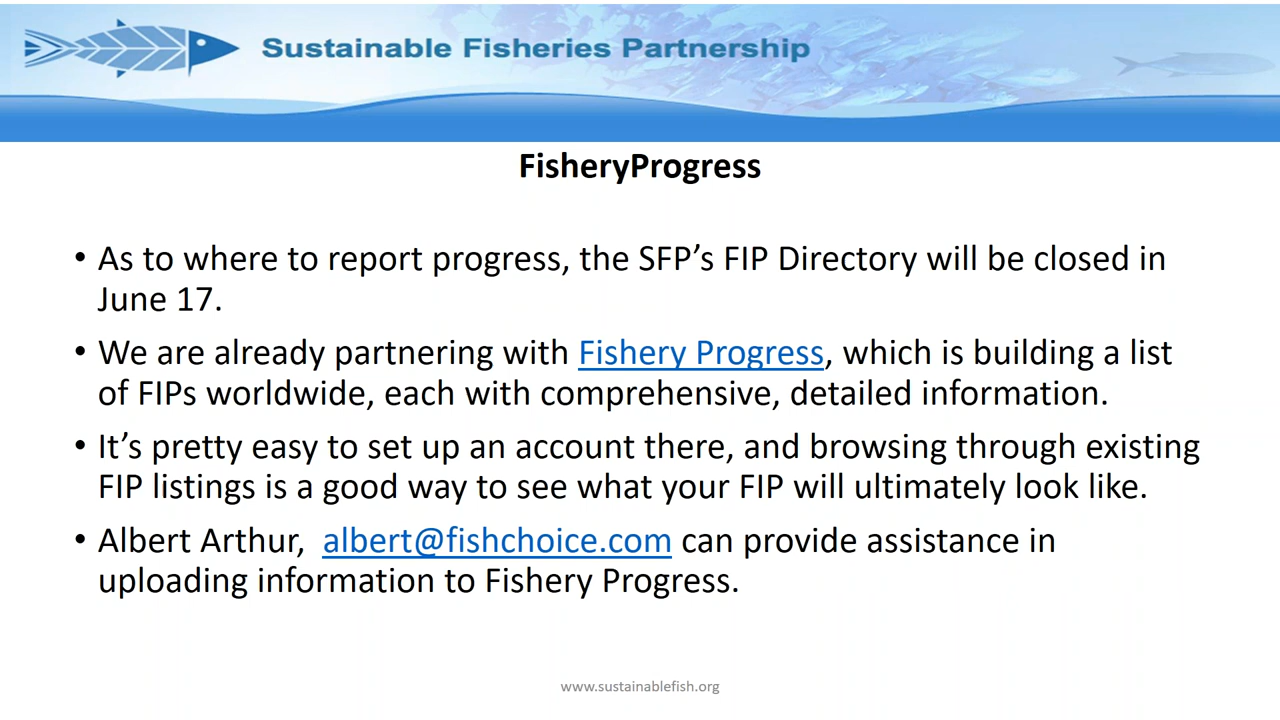 Sustainable Fisheries Partnership
FisheryProgress
• As to where to report progress, the SFP’s FIP Directory will be closed in
June 17.
• We are already partnering with Fishery Progress, which is building a list
of FIPs worldwide, each with comprehensive, detailed information.
• It’s pretty easy to set up an account there, and browsing through existing
FIP listings is a good way to see what your FIP will ultimately look like.
• Albert Arthur,  albert@fishchoice.com can provide assistance in
uploading information to Fishery Progress.
www.sustainablefish.org